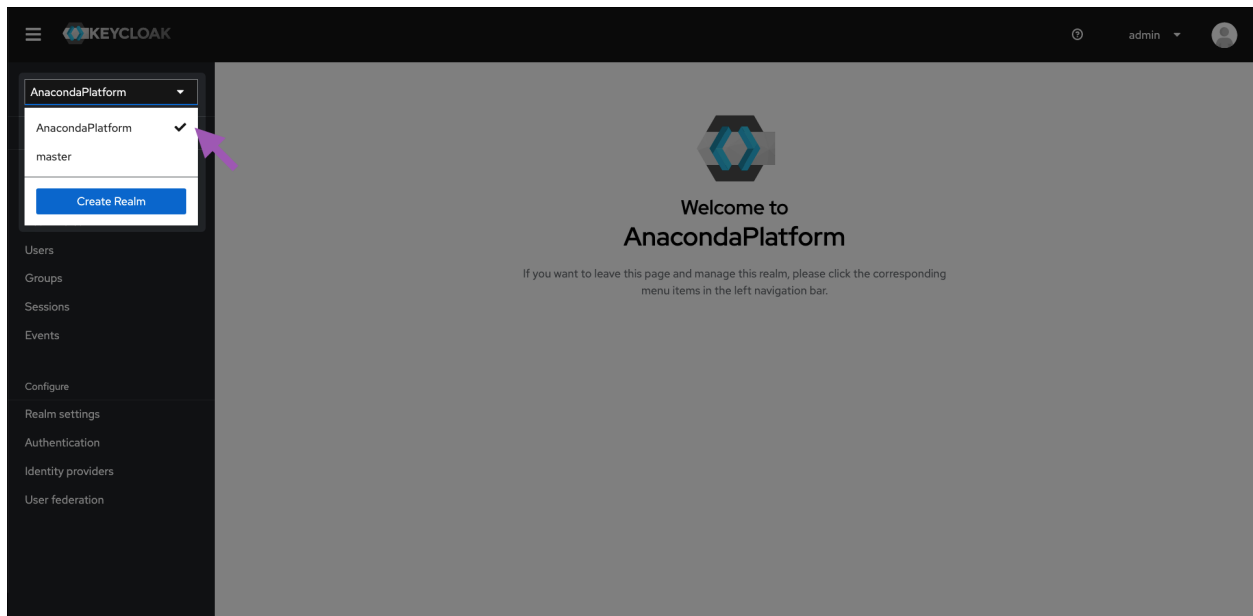 KEYCLOAK
admin
AnacondaPlatform
AnacondaPlatform
master
Create Realm
Users
Groups
Sessions
Events
Configure
Realm settings
Authentication
Identity providers
User federation
Welcome to
AnacondaPlatform
If you want to leave this page and manage this realm, please click the corresponding
menu items in the left navigation bar.